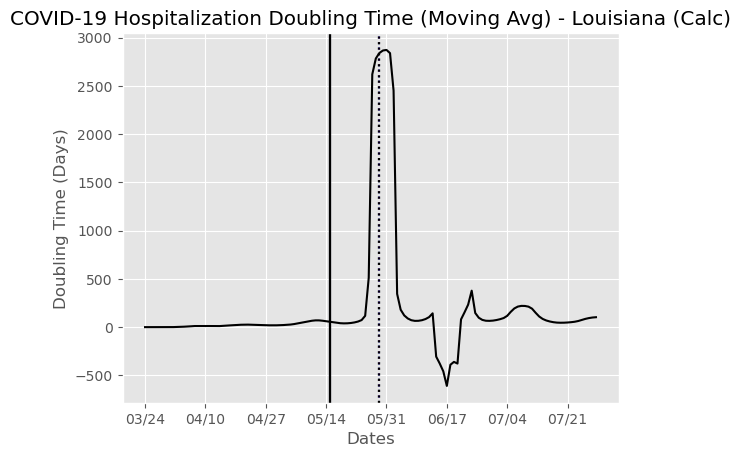 COVID-19 Hospitalization Doubling Time (Moving Avg) - Louisiana (Calc)
Doubling Time (Days)
3000
2500
2000
1500
1000
500
0
−500
03/24 04/10 04/27 05/14 05/31 06/17 07/04 07/21
Dates